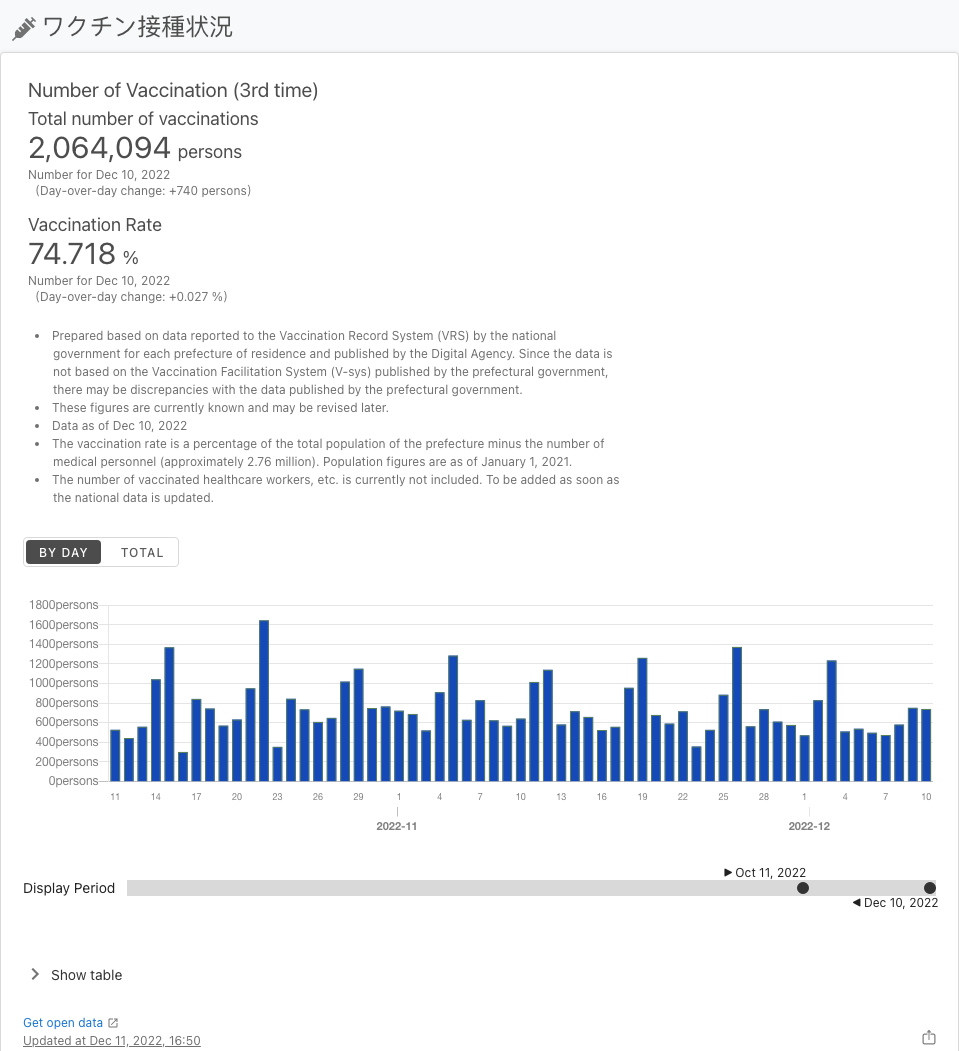 ワクチン接種状況
Number of Vaccination (3rd time)
Total number of vaccinations
2,064,094 persons
Number for Dec 10, 2022
(Day-over-day change: +740 persons)
Vaccination Rate
74.718 %
Number for Dec 10, 2022
(Day-over-day change: +0.027 %)
• Prepared based on data reported to the Vaccination Record System (VRS) by the national
government for each prefecture of residence and published by the Digital Agency. Since the data is
not based on the Vaccination Facilitation System (V-sys) published by the prefectural government,
there may be discrepancies with the data published by the prefectural government.
• These figures are currently known and may be revised later.
• Data as of Dec 10, 2022
• The vaccination rate is a percentage of the total population of the prefecture minus the number of
medical personnel (approximately 2.76 million). Population figures are as of January 1, 2021.
• The number of vaccinated healthcare workers, etc. is currently not included. To be added as soon as
the national data is updated.
BY DAY TOTAL
1800persons
1600persons
1400persons
1200persons
1000persons
800persons
600persons
400persons
200persons
0persons
11 14 17 20 23 26 29 1 4 7 10 13 16 19 22 25 28 1 4 7 10
2022-11 2022-12
▶ Oct 11, 2022
Display Period
◀ Dec 10, 2022
Show table
Get open data
Updated at Dec 11, 2022, 16:50